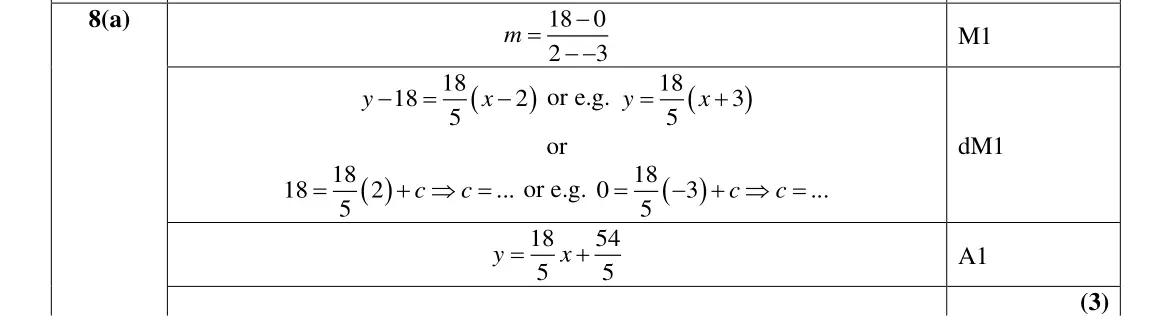 8(a)
m = (18 − 0)/(2 − −3)
M1
y − 18 = 18/5 (x − 2) or e.g. y = 18/5 (x + 3)
or
18 = 18/5 (2) + c ⇒ c = ... or e.g. 0 = 18/5 (−3) + c ⇒ c = ...
dM1
y = 18/5 x + 54/5
A1
(3)